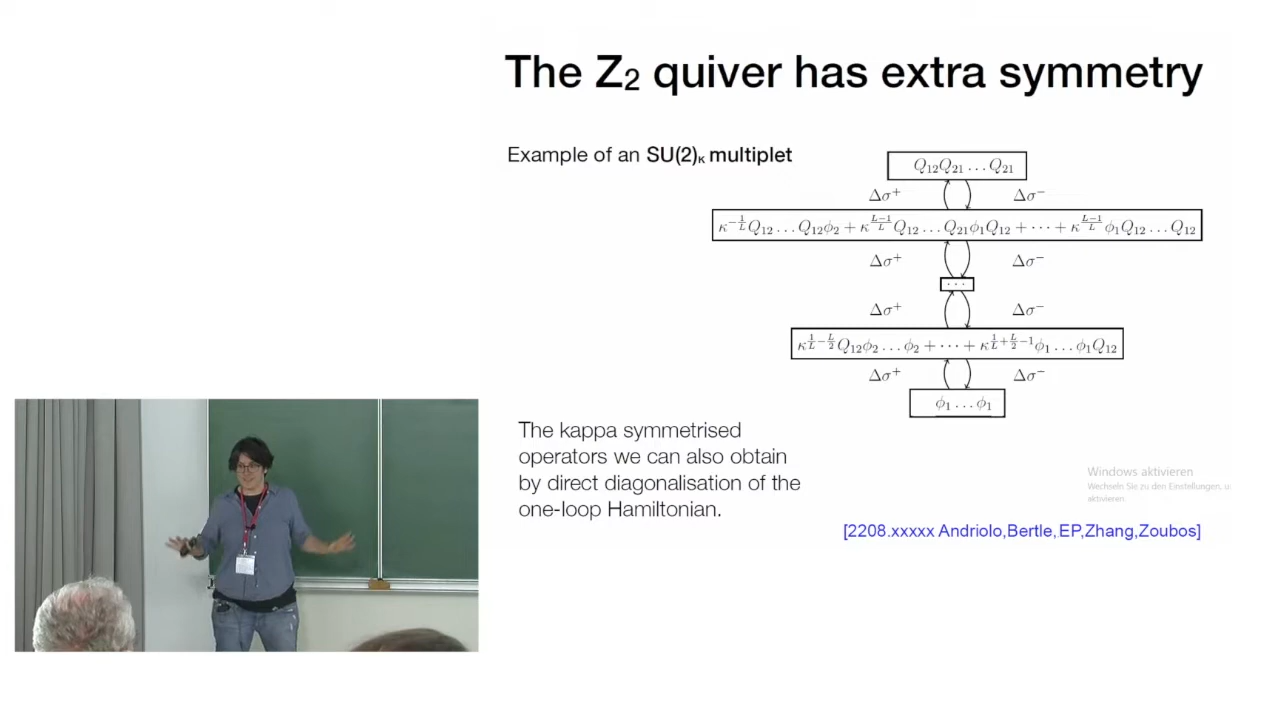 The Z₂ quiver has extra symmetry
Example of an SU(2)κ multiplet
Q₁₂Q₂₁ … Q₂₁
Δσ⁺ Δσ⁻
κ^{-1/L}Q₁₂ … Q₁₂φ₂ + κ^{(L-1)/L}Q₁₂ … Q₂₁φ₁Q₁₂ + ⋯ + κ^{(L-1)/L}φ₁Q₁₂ … Q₁₂
Δσ⁺ Δσ⁻
⋯
Δσ⁺ Δσ⁻
κ^{1/L-L/2}Q₁₂φ₂ … φ₂ + ⋯ + κ^{1/L+L/2-1}φ₁ … φ₁Q₁₂
Δσ⁺ Δσ⁻
φ₁ … φ₁
The kappa symmetrised
operators we can also obtain
by direct diagonalisation of the
one-loop Hamiltonian.
Windows aktivieren
Wechseln Sie zu den Einstellungen, u
aktivieren
[2208.xxxxx Andriolo,Bertle,EP,Zhang,Zoubos]